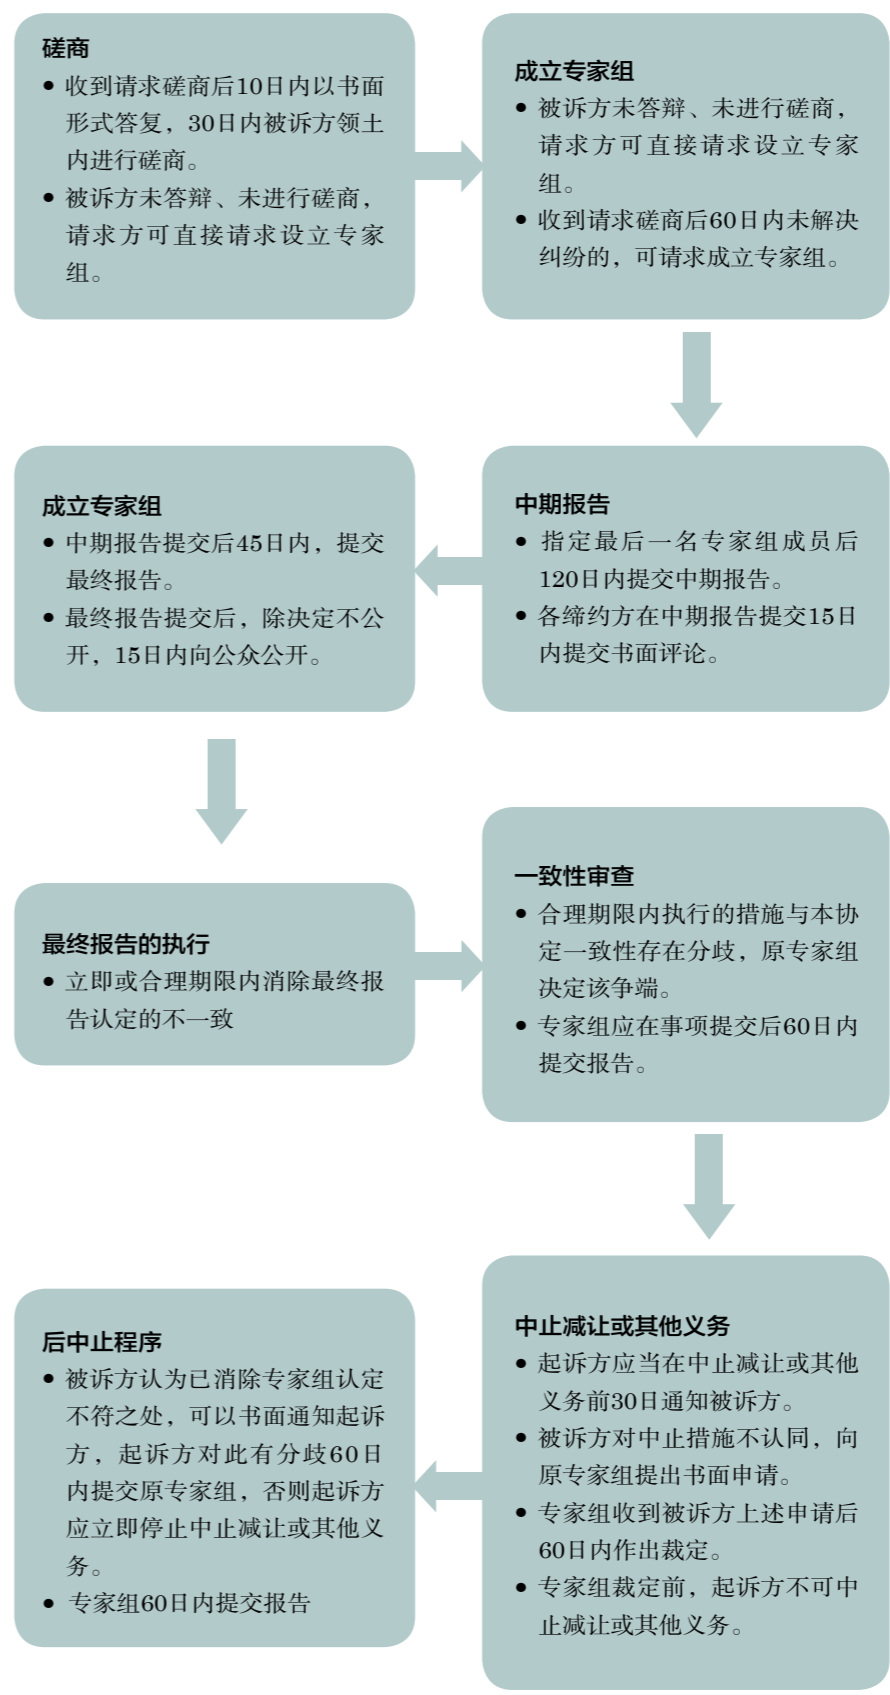 磋商
● 收到请求磋商后10日内以书面
形式答复，30日内被诉方领土
内进行磋商。
● 被诉方未答辩、未进行磋商，
请求方可直接请求设立专家
组。
成立专家组
● 被诉方未答辩、未进行磋商，
请求方可直接请求设立专家
组。
● 收到请求磋商后60日内未解决
纠纷的，可请求成立专家组。
中期报告
● 指定最后一名专家组成员后
120日内提交中期报告。
● 各缔约方在中期报告提交15日
内提交书面评论。
成立专家组
● 中期报告提交后45日内，提交
最终报告。
● 最终报告提交后，除决定不公
开，15日内向公众公开。
最终报告的执行
● 立即或合理期限内消除最终报
告认定的不一致
一致性审查
● 合理期限内执行的措施与本协
定一致性存在分歧，原专家组
决定该争端。
● 专家组应在事项提交后60日内
提交报告。
中止减让或其他义务
● 起诉方应当在中止减让或其他
义务前30日通知被诉方。
● 被诉方对中止措施不认同，向
原专家组提出书面申请。
● 专家组收到被诉方上述申请后
60日内作出裁定。
● 专家组裁定前，起诉方不可中
止减让或其他义务。
后中止程序
● 被诉方认为已消除专家组认定
不符之处，可以书面通知起诉
方，起诉方对此有分歧60日
内提交原专家组，否则起诉方
应立即停止中止减让或其他义
务。
● 专家组60日内提交报告